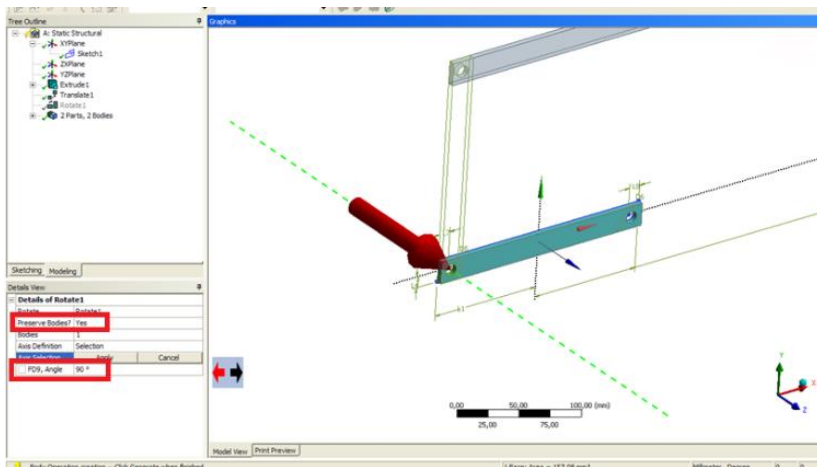 Tree Outline
A: Static Structural
XYPlane
Sketch1
ZXPlane
YZPlane
Extrude1
Translate1
Rotate1
2 Parts, 2 Bodies
Sketching Modeling
Details View
Details of Rotate1
Rotate Rotate1
Preserve Bodies? Yes
Bodies 1
Axis Definition Selection
Axis Selection Apply Cancel
FD9, Angle 90 °
Graphics
0,00 50,00 100,00 (mm)
25,00 75,00
Y
X
Z
Model View Print Preview